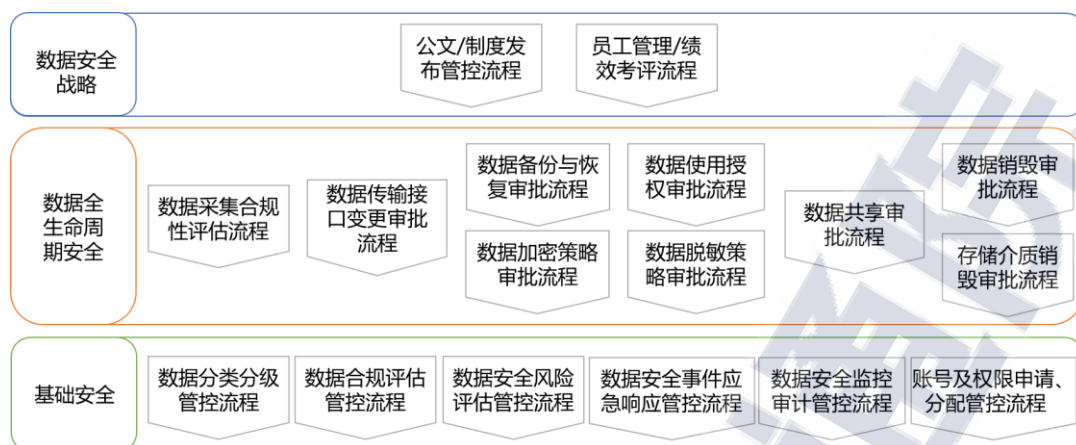 数据安全
战略
公文/制度发
布管控流程
员工管理/绩
效考评流程
数据全
生命周
期安全
数据采集合规
性评估流程
数据传输接
口变更审批
流程
数据备份与恢
复审批流程
数据加密策略
审批流程
数据使用授
权审批流程
数据脱敏策
略审批流程
数据共享审
批流程
数据销毁审
批流程
存储介质销
毁审批流程
基础安全
数据分类分级
管控流程
数据合规评估
管控流程
数据安全风险
评估管控流程
数据安全事件应
急响应管控流程
数据安全监控
审计管控流程
账号及权限申请、
分配管控流程